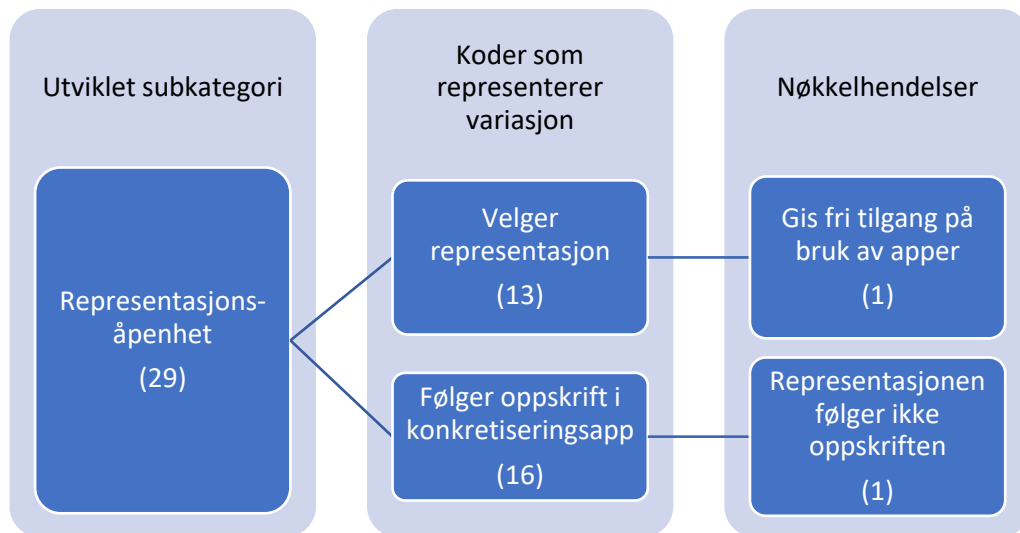 Utviklet subkategori
Representasjons-
åpenhet
(29)
Koder som
representerer
variasjon
Velger
representasjon
(13)
Følger oppskrift i
konkretiseringsapp
(16)
Nøkkelhendelser
Gis fri tilgang på
bruk av apper
(1)
Representasjonen
følger ikke
oppskriften
(1)